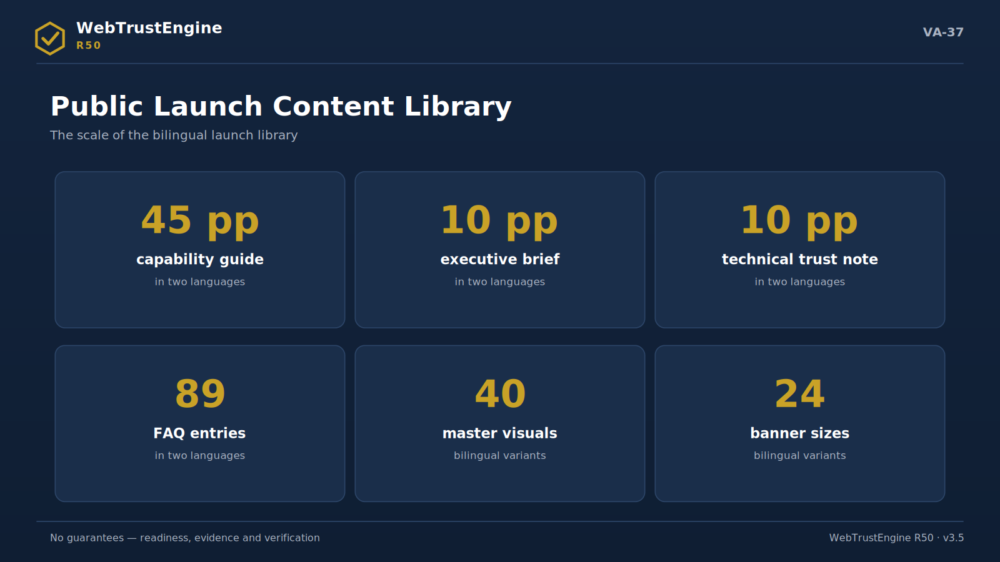 WebTrustEngine
R50
VA-37
Public Launch Content Library
The scale of the bilingual launch library
45 pp
capability guide
in two languages
10 pp
executive brief
in two languages
10 pp
technical trust note
in two languages
89
FAQ entries
in two languages
40
master visuals
bilingual variants
24
banner sizes
bilingual variants
No guarantees — readiness, evidence and verification
WebTrustEngine R50 · v3.5